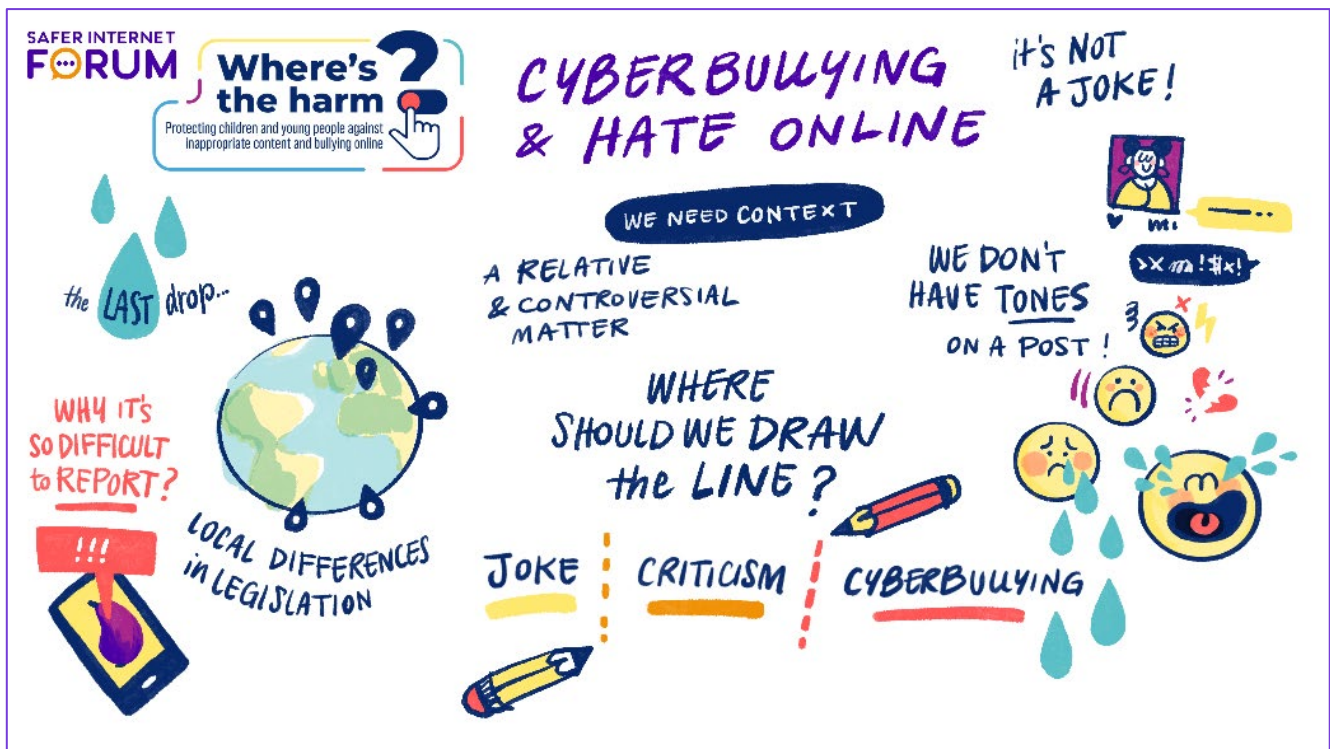 SAFER INTERNET
FORUM
Where's
the harm?
Protecting children and young people against
inappropriate content and bullying online
CYBERBULLYING
& HATE ONLINE
IT'S NOT
A JOKE!
WE NEED CONTEXT
A RELATIVE
& CONTROVERSIAL
MATTER
WE DON'T
HAVE TONES
ON A POST!
the LAST drop...
WHY IT'S
SO DIFFICULT
to REPORT?
!!!
LOCAL DIFFERENCES
in LEGISLATION
WHERE
SHOULD WE DRAW
the LINE?
JOKE
CRITICISM
CYBERBULLYING